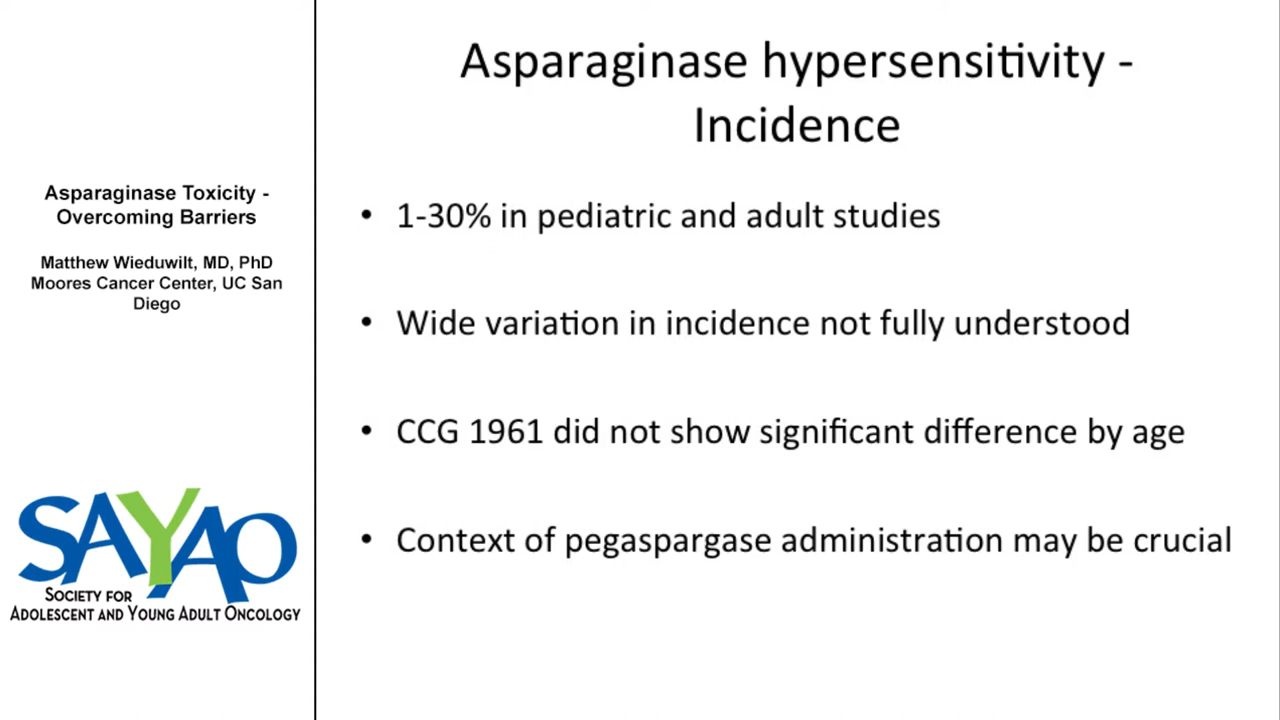 Asparaginase Toxicity -
Overcoming Barriers
Matthew Wieduwilt, MD, PhD
Moores Cancer Center, UC San
Diego
SAYAO
SOCIETY FOR
ADOLESCENT AND YOUNG ADULT ONCOLOGY
Asparaginase hypersensitivity -
Incidence
• 1-30% in pediatric and adult studies
• Wide variation in incidence not fully understood
• CCG 1961 did not show significant difference by age
• Context of pegaspargase administration may be crucial